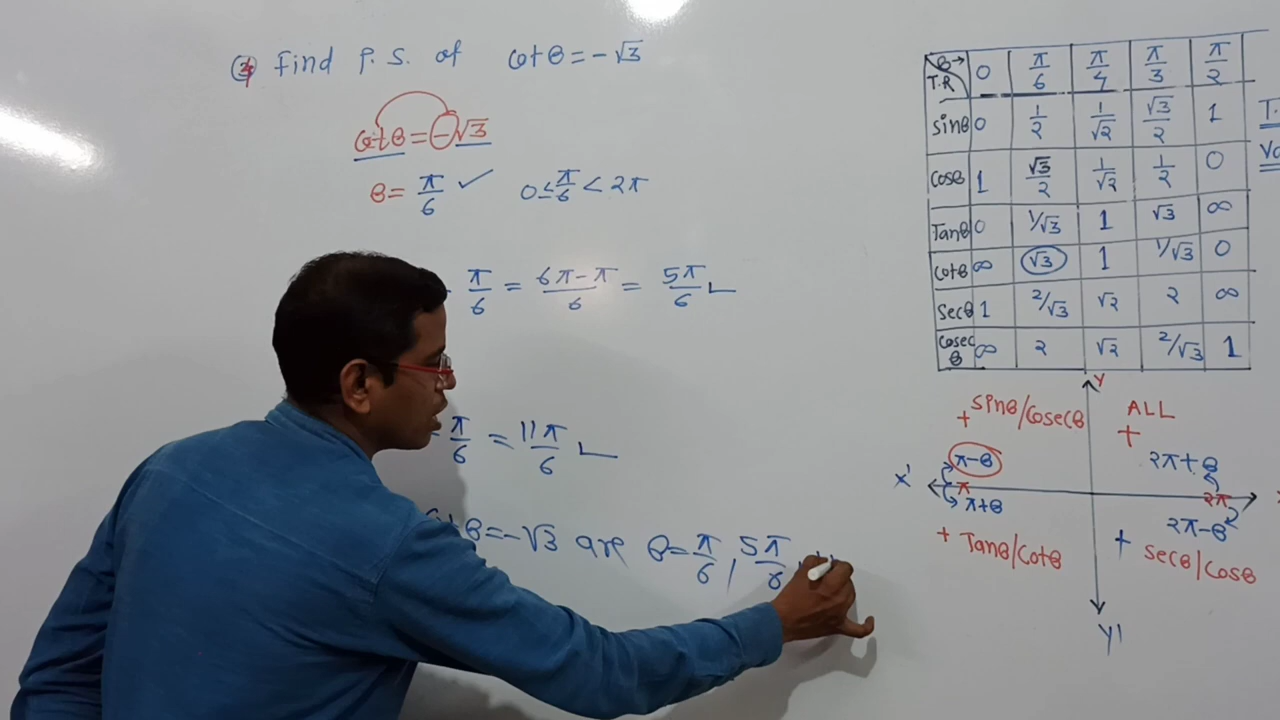 ④ Find P. S. of cotθ = -√3
cotθ = -√3
θ = π/6 ✓ 0 ≤ π/6 < 2π
- π/6 = 6π-π/6 = 5π/6
- π/6 = 11π/6
cotθ = -√3 are θ = π/6, 5π/6, 11
θ→ T.R 0 π/6 π/4 π/3 π/2
sinθ 0 1/2 1/√2 √3/2 1
cosθ 1 √3/2 1/√2 1/2 0
Tanθ 0 1/√3 1 √3 ∞
cotθ ∞ √3 1 1/√3 0
secθ 1 2/√3 √2 2 ∞
cosec θ ∞ 2 √2 2/√3 1
T.
Va
Y
+ sinθ/cosecθ
ALL +
π-θ
2π+θ
X' π 2π
π+θ
2π-θ
+ Tanθ/cotθ
+ secθ/cosθ
Y'